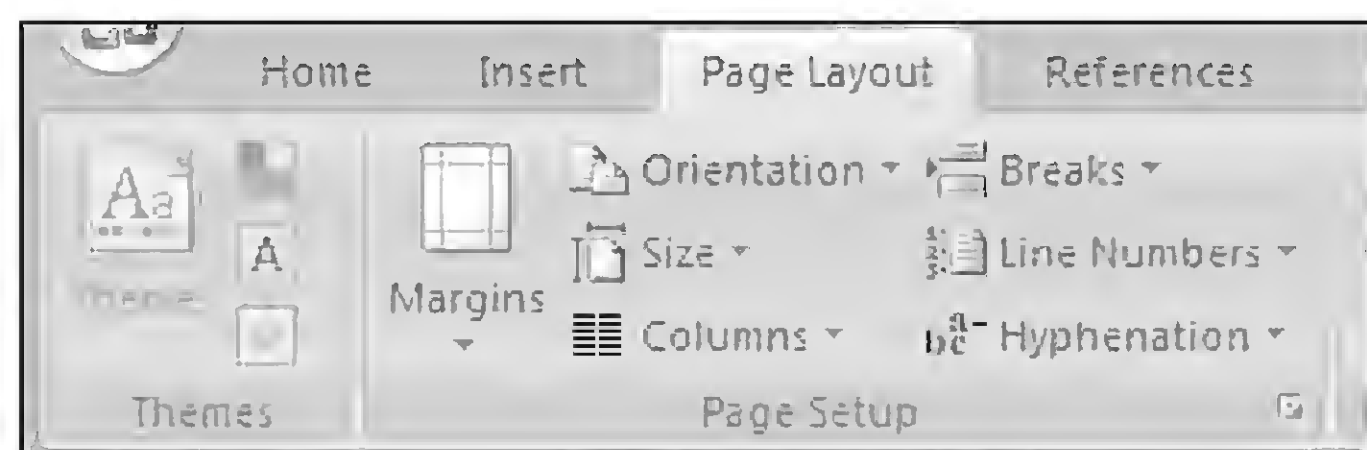 Home Insert Page Layout References
Orientation Breaks
Size Line Numbers
Margins
Columns Hyphenation
Themes Page Setup